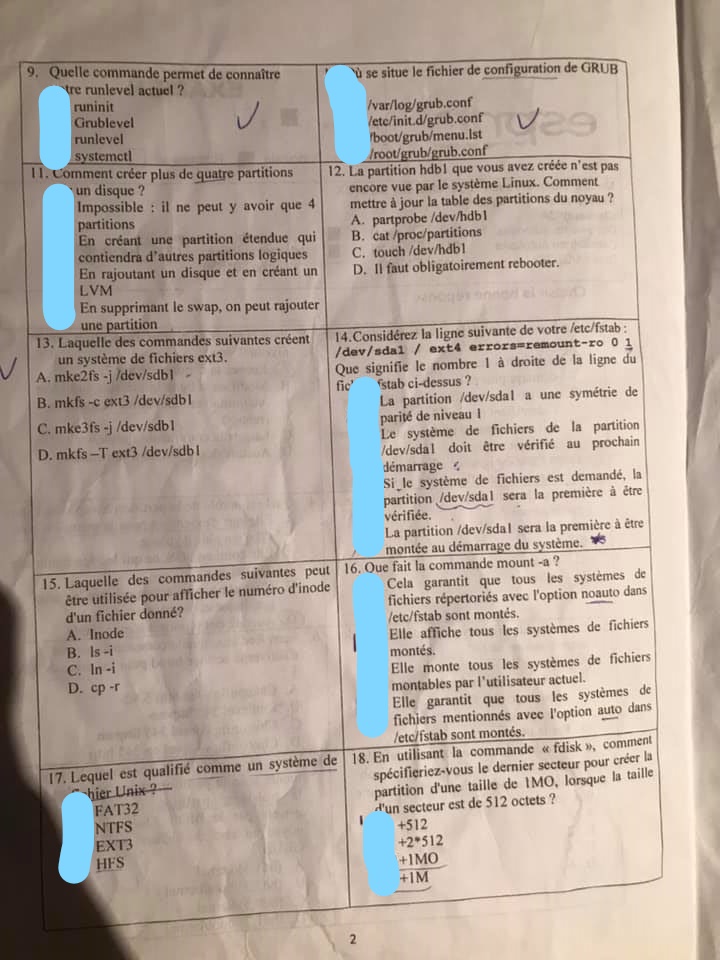 9. Quelle commande permet de connaître
tre runlevel actuel ?
runinit
Grublevel
runlevel
systemctl
ù se situe le fichier de configuration de GRUB
/var/log/grub.conf
/etc/init.d/grub.conf
/boot/grub/menu.lst
/root/grub/grub.conf
11. Comment créer plus de quatre partitions
un disque ?
Impossible : il ne peut y avoir que 4
partitions
En créant une partition étendue qui
contiendra d'autres partitions logiques
En rajoutant un disque et en créant un
LVM
En supprimant le swap, on peut rajouter
une partition
12. La partition hdb1 que vous avez créée n'est pas
encore vue par le système Linux. Comment
mettre à jour la table des partitions du noyau ?
A. partprobe /dev/hdb1
B. cat /proc/partitions
C. touch /dev/hdb1
D. Il faut obligatoirement rebooter.
13. Laquelle des commandes suivantes créent
un système de fichiers ext3.
A. mke2fs -j /dev/sdb1
B. mkfs -c ext3 /dev/sdb1
C. mke3fs -j /dev/sdb1
D. mkfs –T ext3 /dev/sdb1
14.Considérez la ligne suivante de votre /etc/fstab :
/dev/sda1 / ext4 errors=remount-ro 0 1
Que signifie le nombre 1 à droite de la ligne du
fic fstab ci-dessus ?
La partition /dev/sda1 a une symétrie de
parité de niveau 1
Le système de fichiers de la partition
/dev/sda1 doit être vérifié au prochain
démarrage
Si le système de fichiers est demandé, la
partition /dev/sda1 sera la première à être
vérifiée.
La partition /dev/sda1 sera la première à être
montée au démarrage du système.
15. Laquelle des commandes suivantes peut
être utilisée pour afficher le numéro d'inode
d'un fichier donné?
A. Inode
B. ls -i
C. ln -i
D. cp -r
16. Que fait la commande mount -a ?
Cela garantit que tous les systèmes de
fichiers répertoriés avec l'option noauto dans
/etc/fstab sont montés.
Elle affiche tous les systèmes de fichiers
montés.
Elle monte tous les systèmes de fichiers
montables par l'utilisateur actuel.
Elle garantit que tous les systèmes de
fichiers mentionnés avec l'option auto dans
/etc/fstab sont montés.
17. Lequel est qualifié comme un système de
chier Unix ?
FAT32
NTFS
EXT3
HFS
18. En utilisant la commande « fdisk », comment
spécifieriez-vous le dernier secteur pour créer la
partition d'une taille de 1MO, lorsque la taille
d'un secteur est de 512 octets ?
+512
+2*512
+1MO
+1M
2